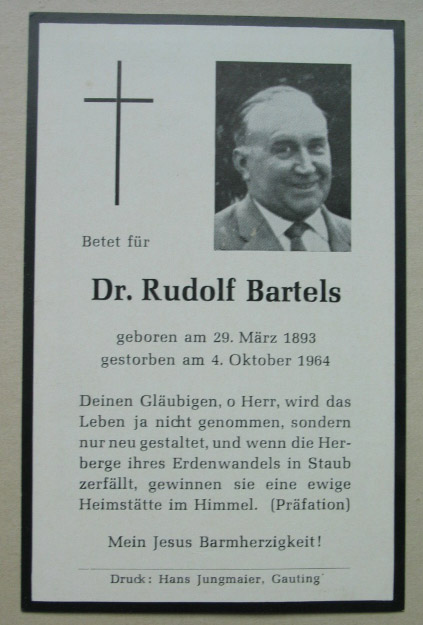 Betet für
Dr. Rudolf Bartels
geboren am 29. März 1893
gestorben am 4. Oktober 1964
Deinen Gläubigen, o Herr, wird das
Leben ja nicht genommen, sondern
nur neu gestaltet, und wenn die Her-
berge ihres Erdenwandels in Staub
zerfällt, gewinnen sie eine ewige
Heimstätte im Himmel. (Präfation)
Mein Jesus Barmherzigkeit!
Druck: Hans Jungmaier, Gauting